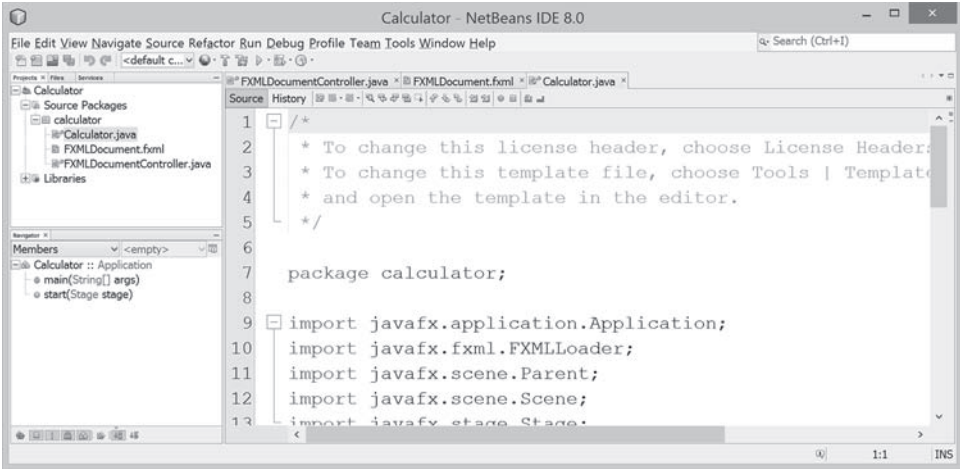 Calculator - NetBeans IDE 8.0
File Edit View Navigate Source Refactor Run Debug Profile Team Tools Window Help
Search (Ctrl+I)
<default c...
Projects × Files Services
Calculator
Source Packages
calculator
Calculator.java
FXMLDocument.fxml
FXMLDocumentController.java
Libraries
Navigator ×
Members <empty>
Calculator :: Application
main(String[] args)
start(Stage stage)
FXMLDocumentController.java × FXMLDocument.fxml × Calculator.java ×
Source History
1 /*
2 * To change this license header, choose License Headers
3 * To change this template file, choose Tools | Template
4 * and open the template in the editor.
5 */
6
7 package calculator;
8
9 import javafx.application.Application;
10 import javafx.fxml.FXMLLoader;
11 import javafx.scene.Parent;
12 import javafx.scene.Scene;
13 import javafx.stage.Stage;
1:1 INS